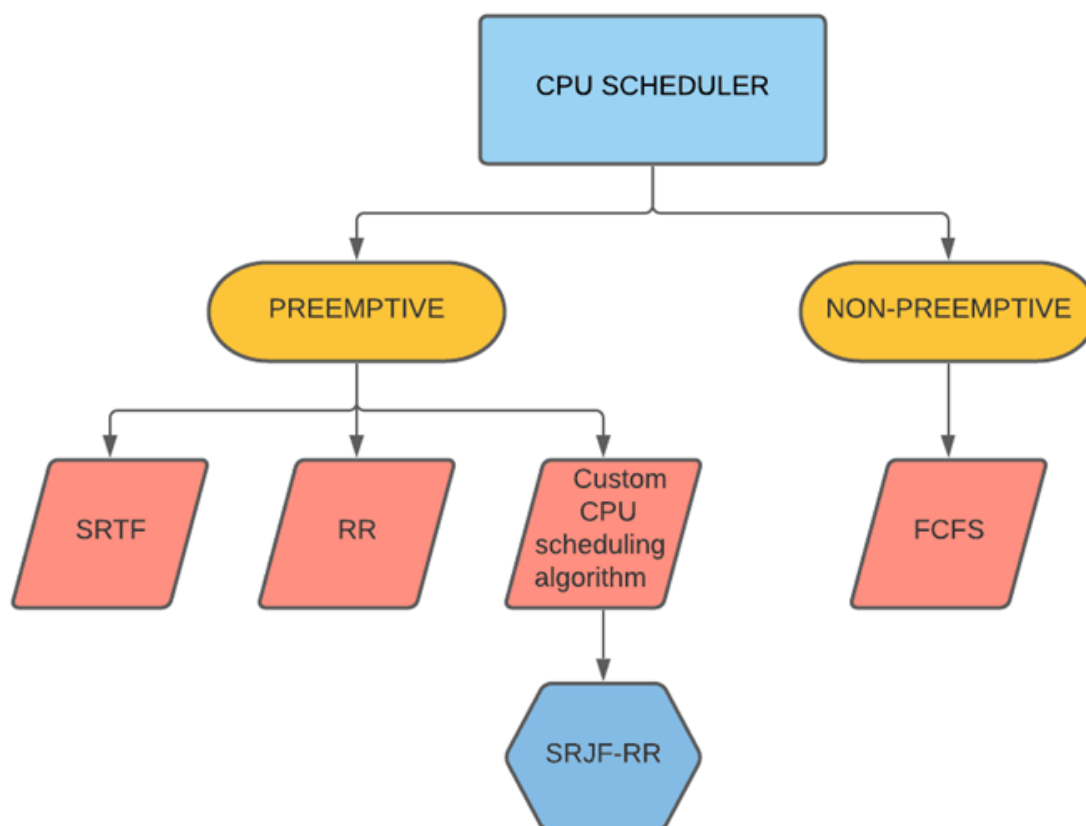 CPU SCHEDULER
PREEMPTIVE
NON-PREEMPTIVE
SRTF
RR
Custom
CPU
scheduling
algorithm
FCFS
SRJF-RR